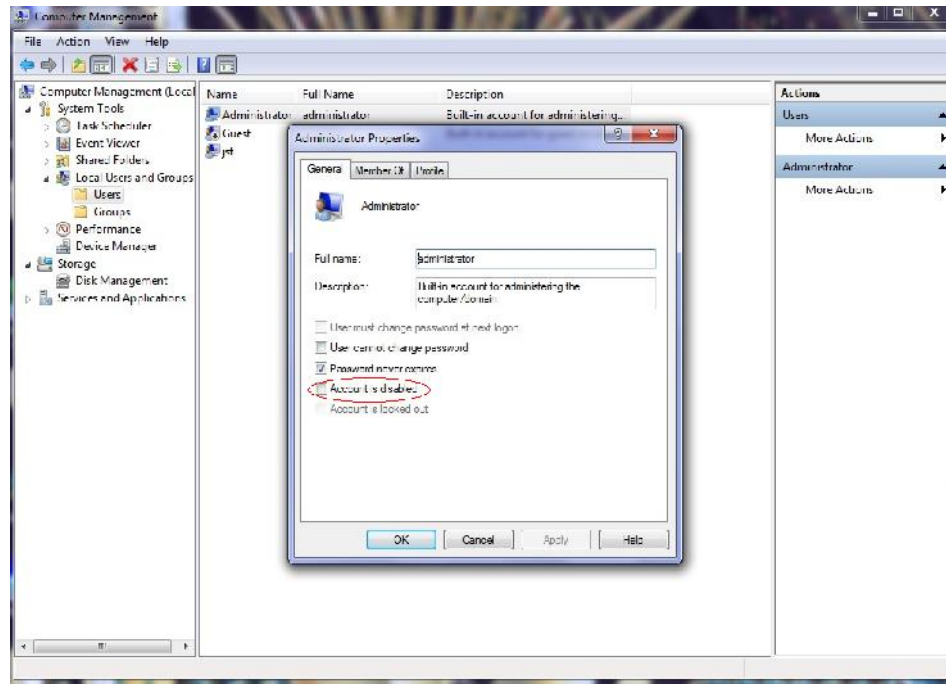 Computer Management
File Action View Help
Computer Management (Local
System Tools
Task Scheduler
Event Viewer
Shared Folders
Local Users and Groups
Users
Groups
Performance
Device Manager
Storage
Disk Management
Services and Applications
Name Full Name Description
Administrator administrator Built-in account for administering...
Guest
Actions
Users
More Actions
Administrator
More Actions
Administrator Properties
General Member Of Profile
Administrator
Full name: administrator
Description: Built-in account for administering the
computer/domain
User must change password at next logon
User cannot change password
Password never expires
Account is disabled
Account is locked out
OK Cancel Apply Help